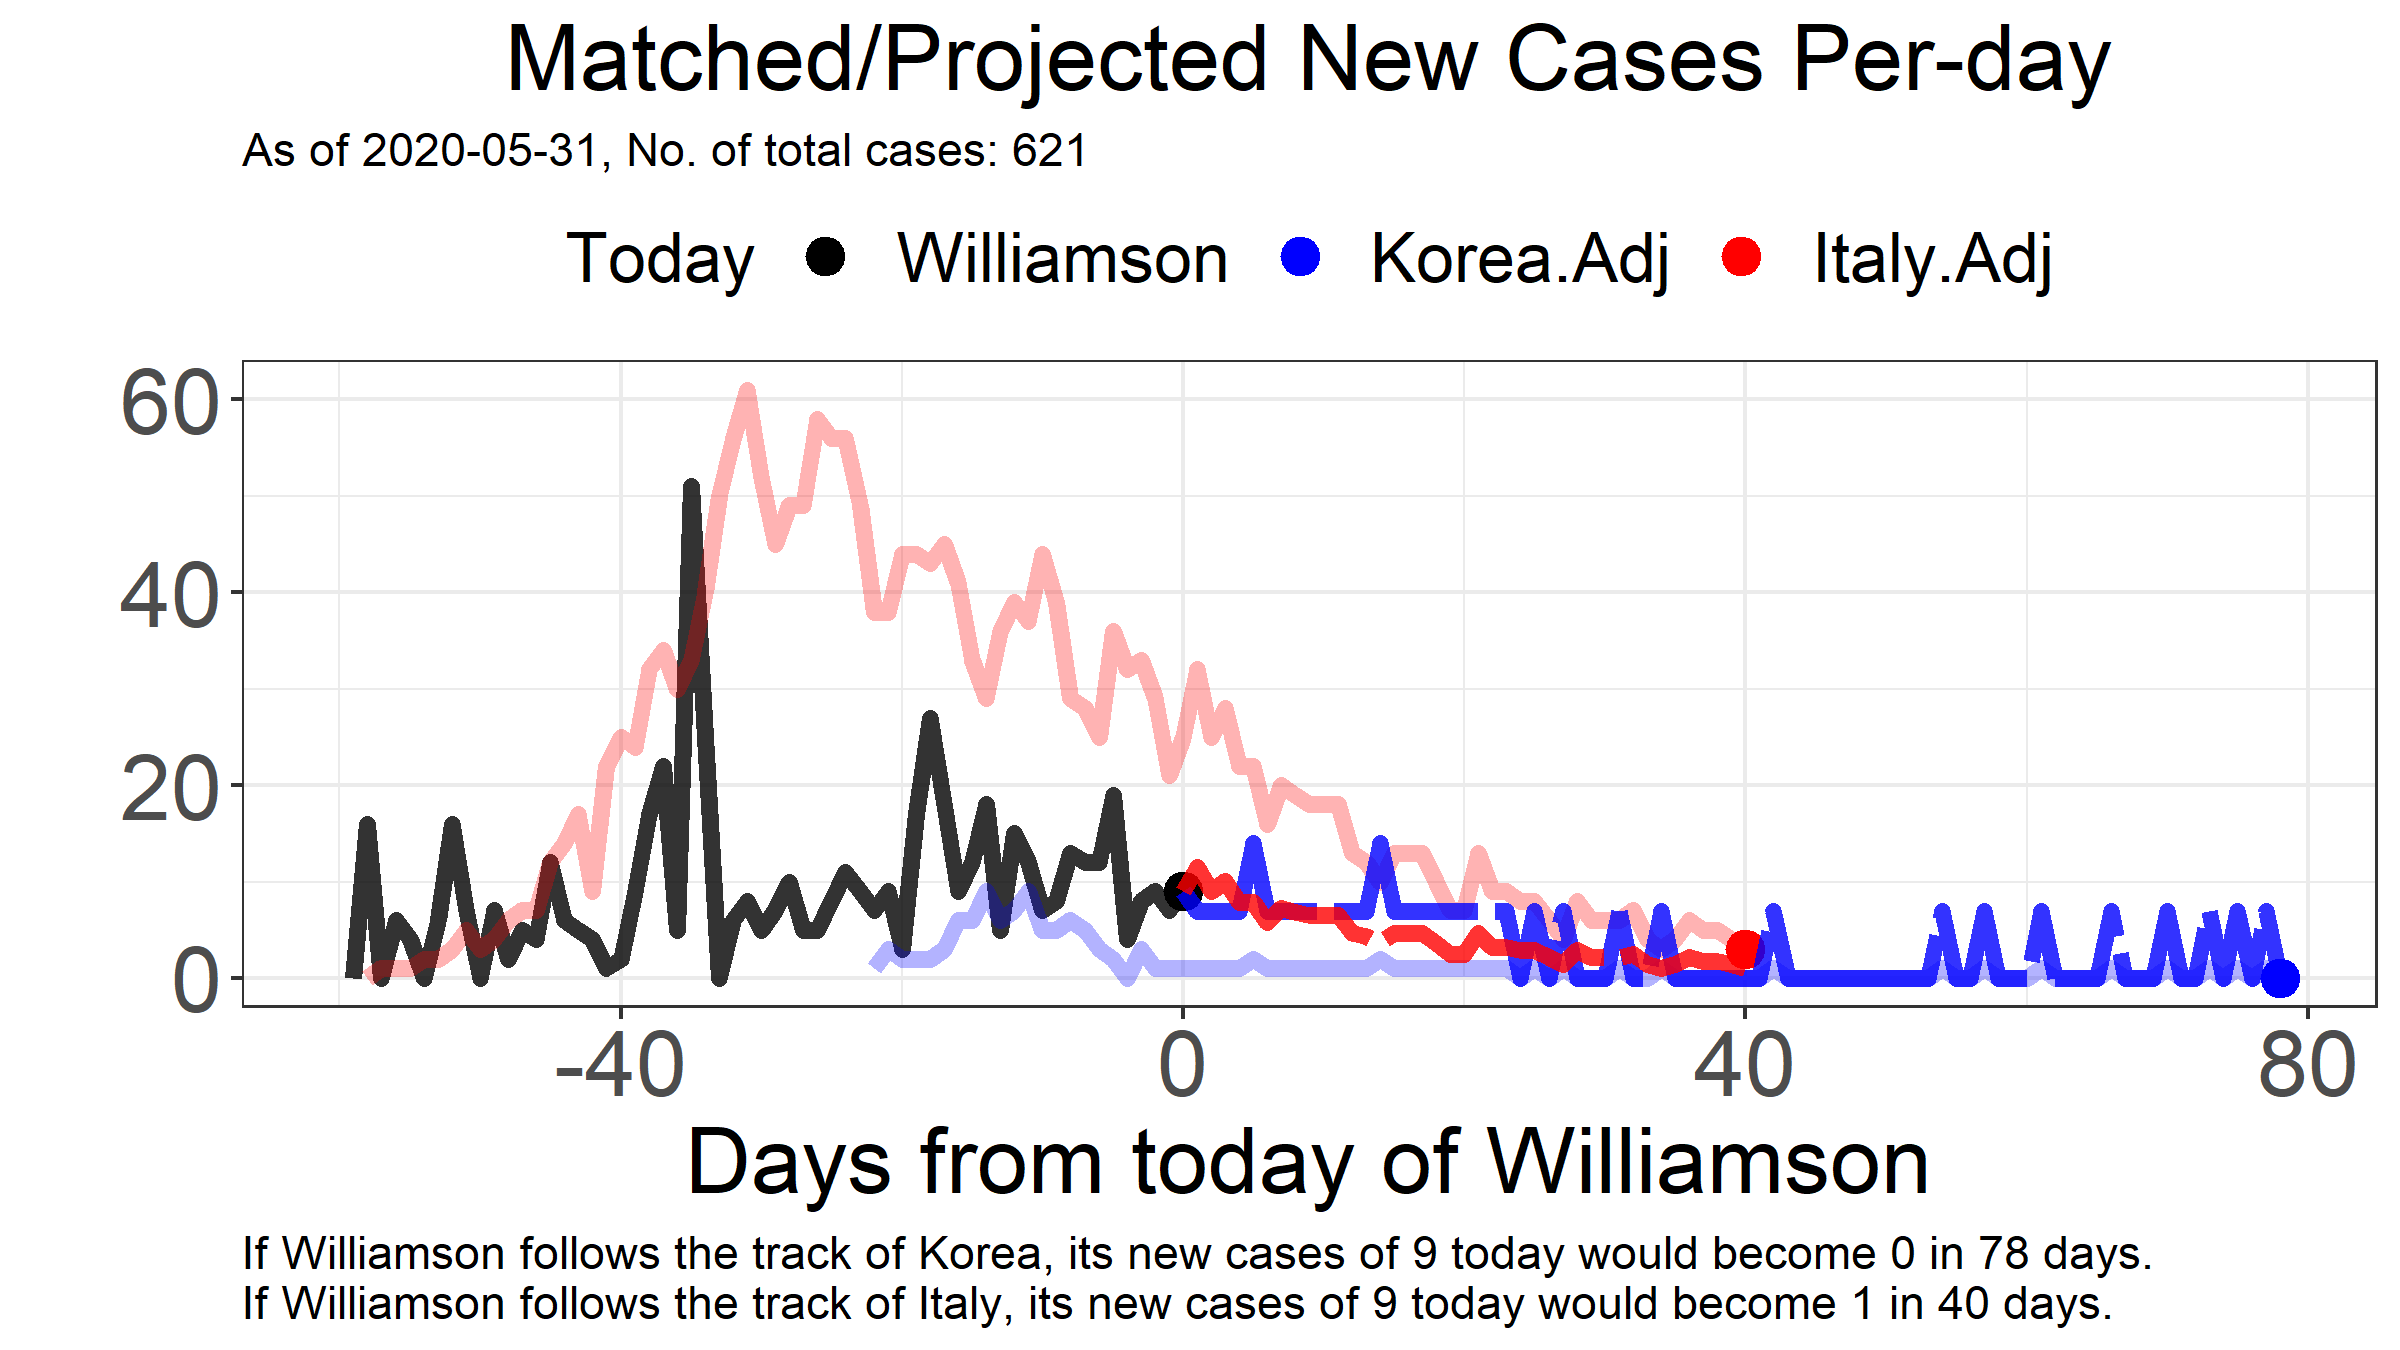 Matched/Projected New Cases Per-day
As of 2020-05-31, No. of total cases: 621
Today Williamson Korea.Adj Italy.Adj
60
40
20
0
-40 0 40 80
Days from today of Williamson
If Williamson follows the track of Korea, its new cases of 9 today would become 0 in 78 days.
If Williamson follows the track of Italy, its new cases of 9 today would become 1 in 40 days.